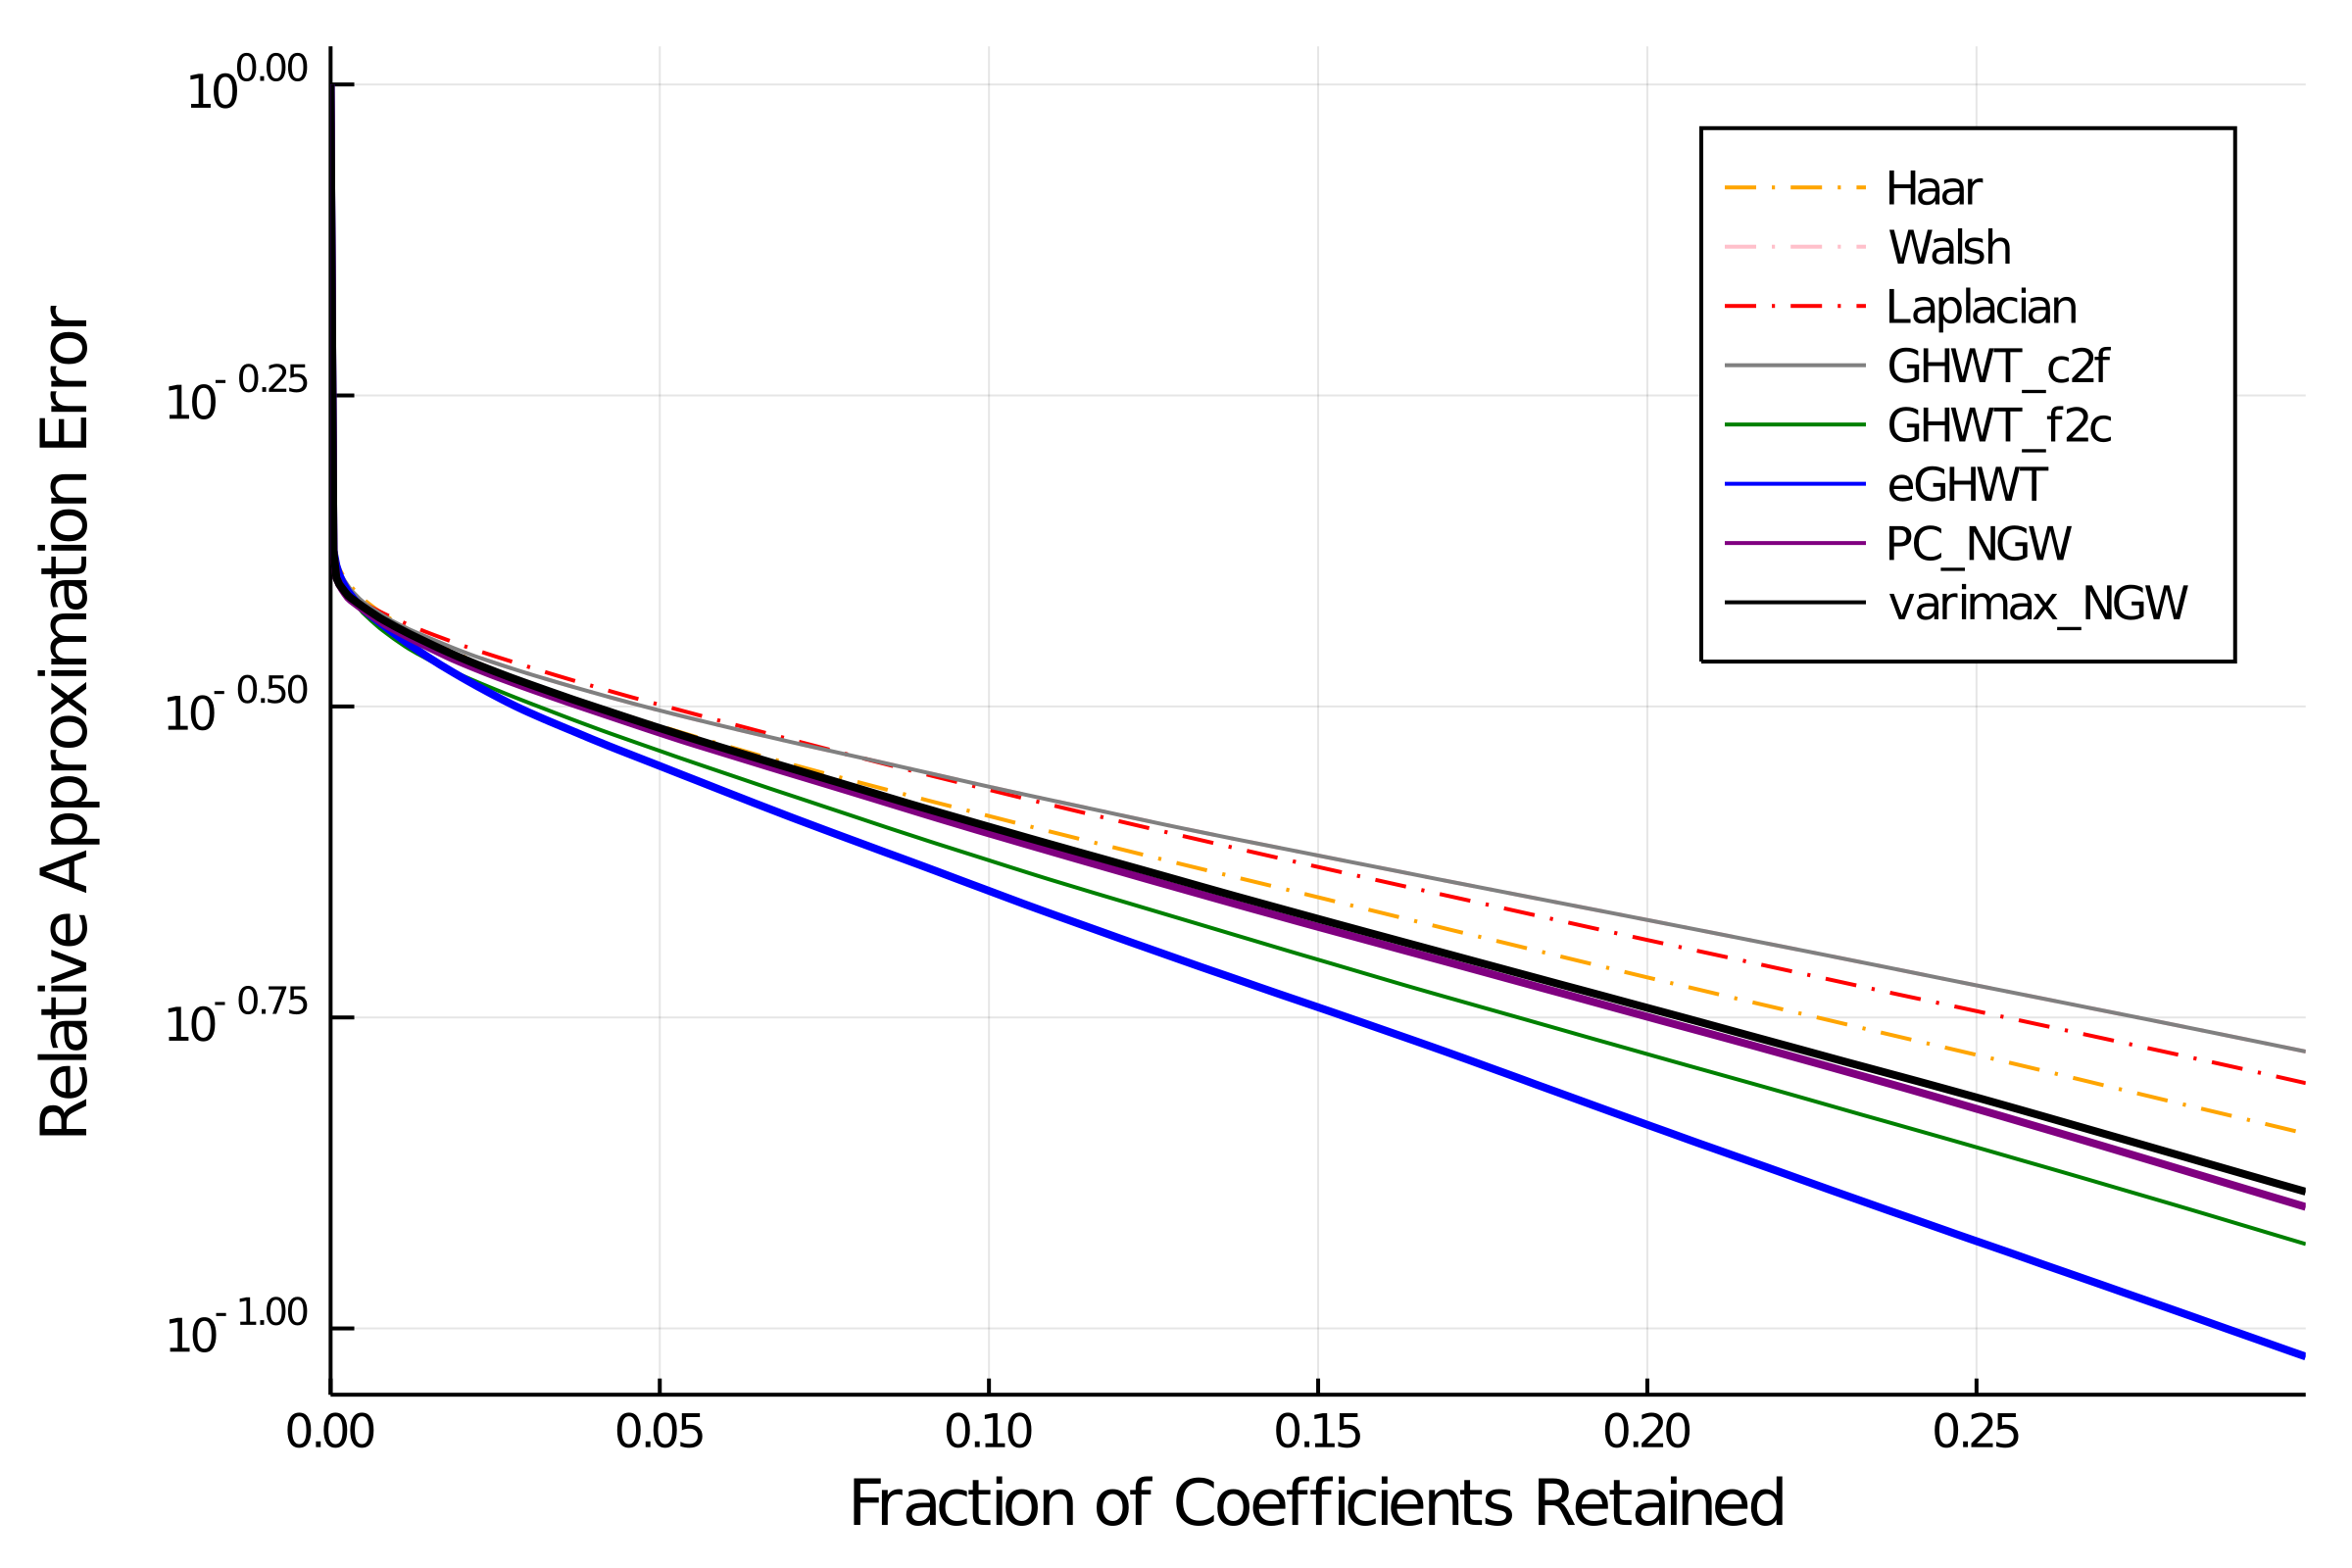 10^0.00
10^- 0.25
10^- 0.50
10^- 0.75
10^- 1.00
Relative Approximation Error
Haar
Walsh
Laplacian
GHWT_c2f
GHWT_f2c
eGHWT
PC_NGW
varimax_NGW
0.00 0.05 0.10 0.15 0.20 0.25
Fraction of Coefficients Retained